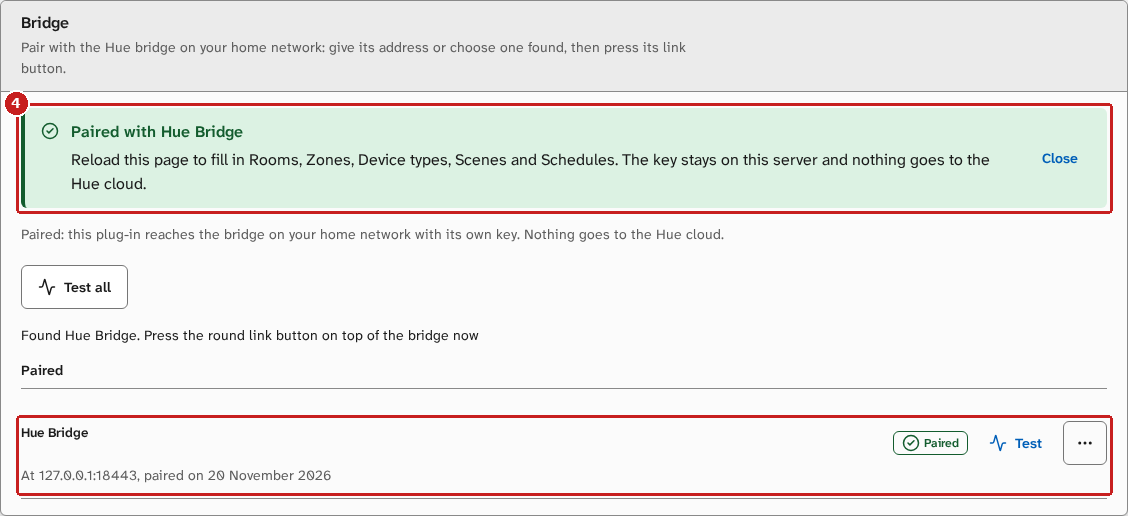 Bridge
Pair with the Hue bridge on your home network: give its address or choose one found, then press its link
button.
4
Paired with Hue Bridge
Reload this page to fill in Rooms, Zones, Device types, Scenes and Schedules. The key stays on this server and nothing goes to the
Hue cloud.
Close
Paired: this plug-in reaches the bridge on your home network with its own key. Nothing goes to the Hue cloud.
Test all
Found Hue Bridge. Press the round link button on top of the bridge now
Paired
Hue Bridge
Paired
Test
At 127.0.0.1:18443, paired on 20 November 2026